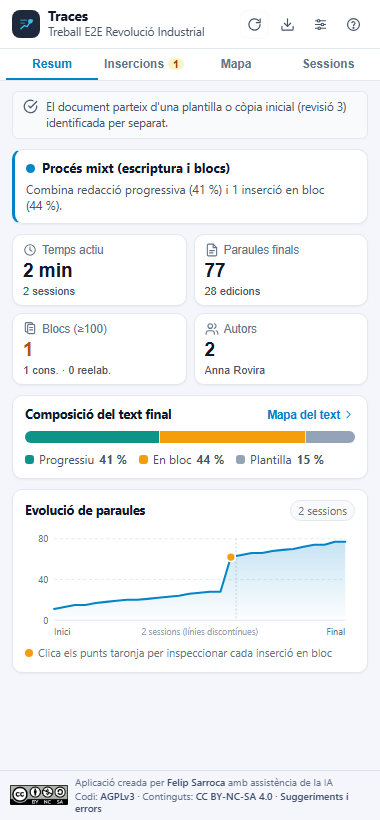 Traces
Treball E2E Revolució Industrial
Resum
Insercions 1
Mapa
Sessions
El document parteix d'una plantilla o còpia inicial (revisió 3)
identificada per separat.
Procés mixt (escriptura i blocs)
Combina redacció progressiva (41 %) i 1 inserció en bloc
(44 %).
Temps actiu
2 min
2 sessions
Paraules finals
77
28 edicions
Blocs (≥100)
1
1 cons. · 0 reelab.
Autors
2
Anna Rovira
Composició del text final
Mapa del text
Progressiu 41 %
En bloc 44 %
Plantilla 15 %
Evolució de paraules
2 sessions
80
40
0
Inici
2 sessions (línies discontínues)
Final
Clica els punts taronja per inspeccionar cada inserció en bloc
CC
BY NC SA
Aplicació creada per Felip Sarroca amb assistència de la IA
Codi: AGPLv3 · Continguts: CC BY-NC-SA 4.0 · Suggeriments i
errors